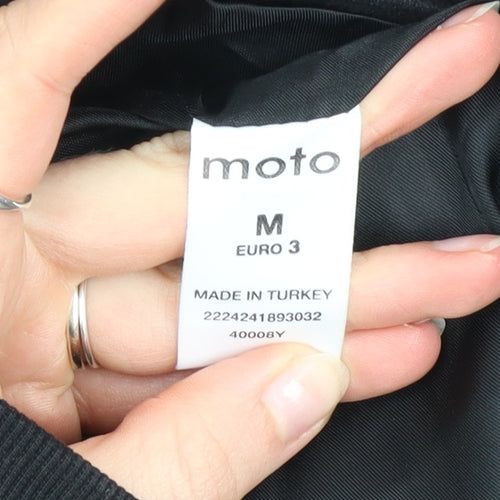 moto
M
EURO 3
MADE IN TURKEY
2224241893032
40008Y